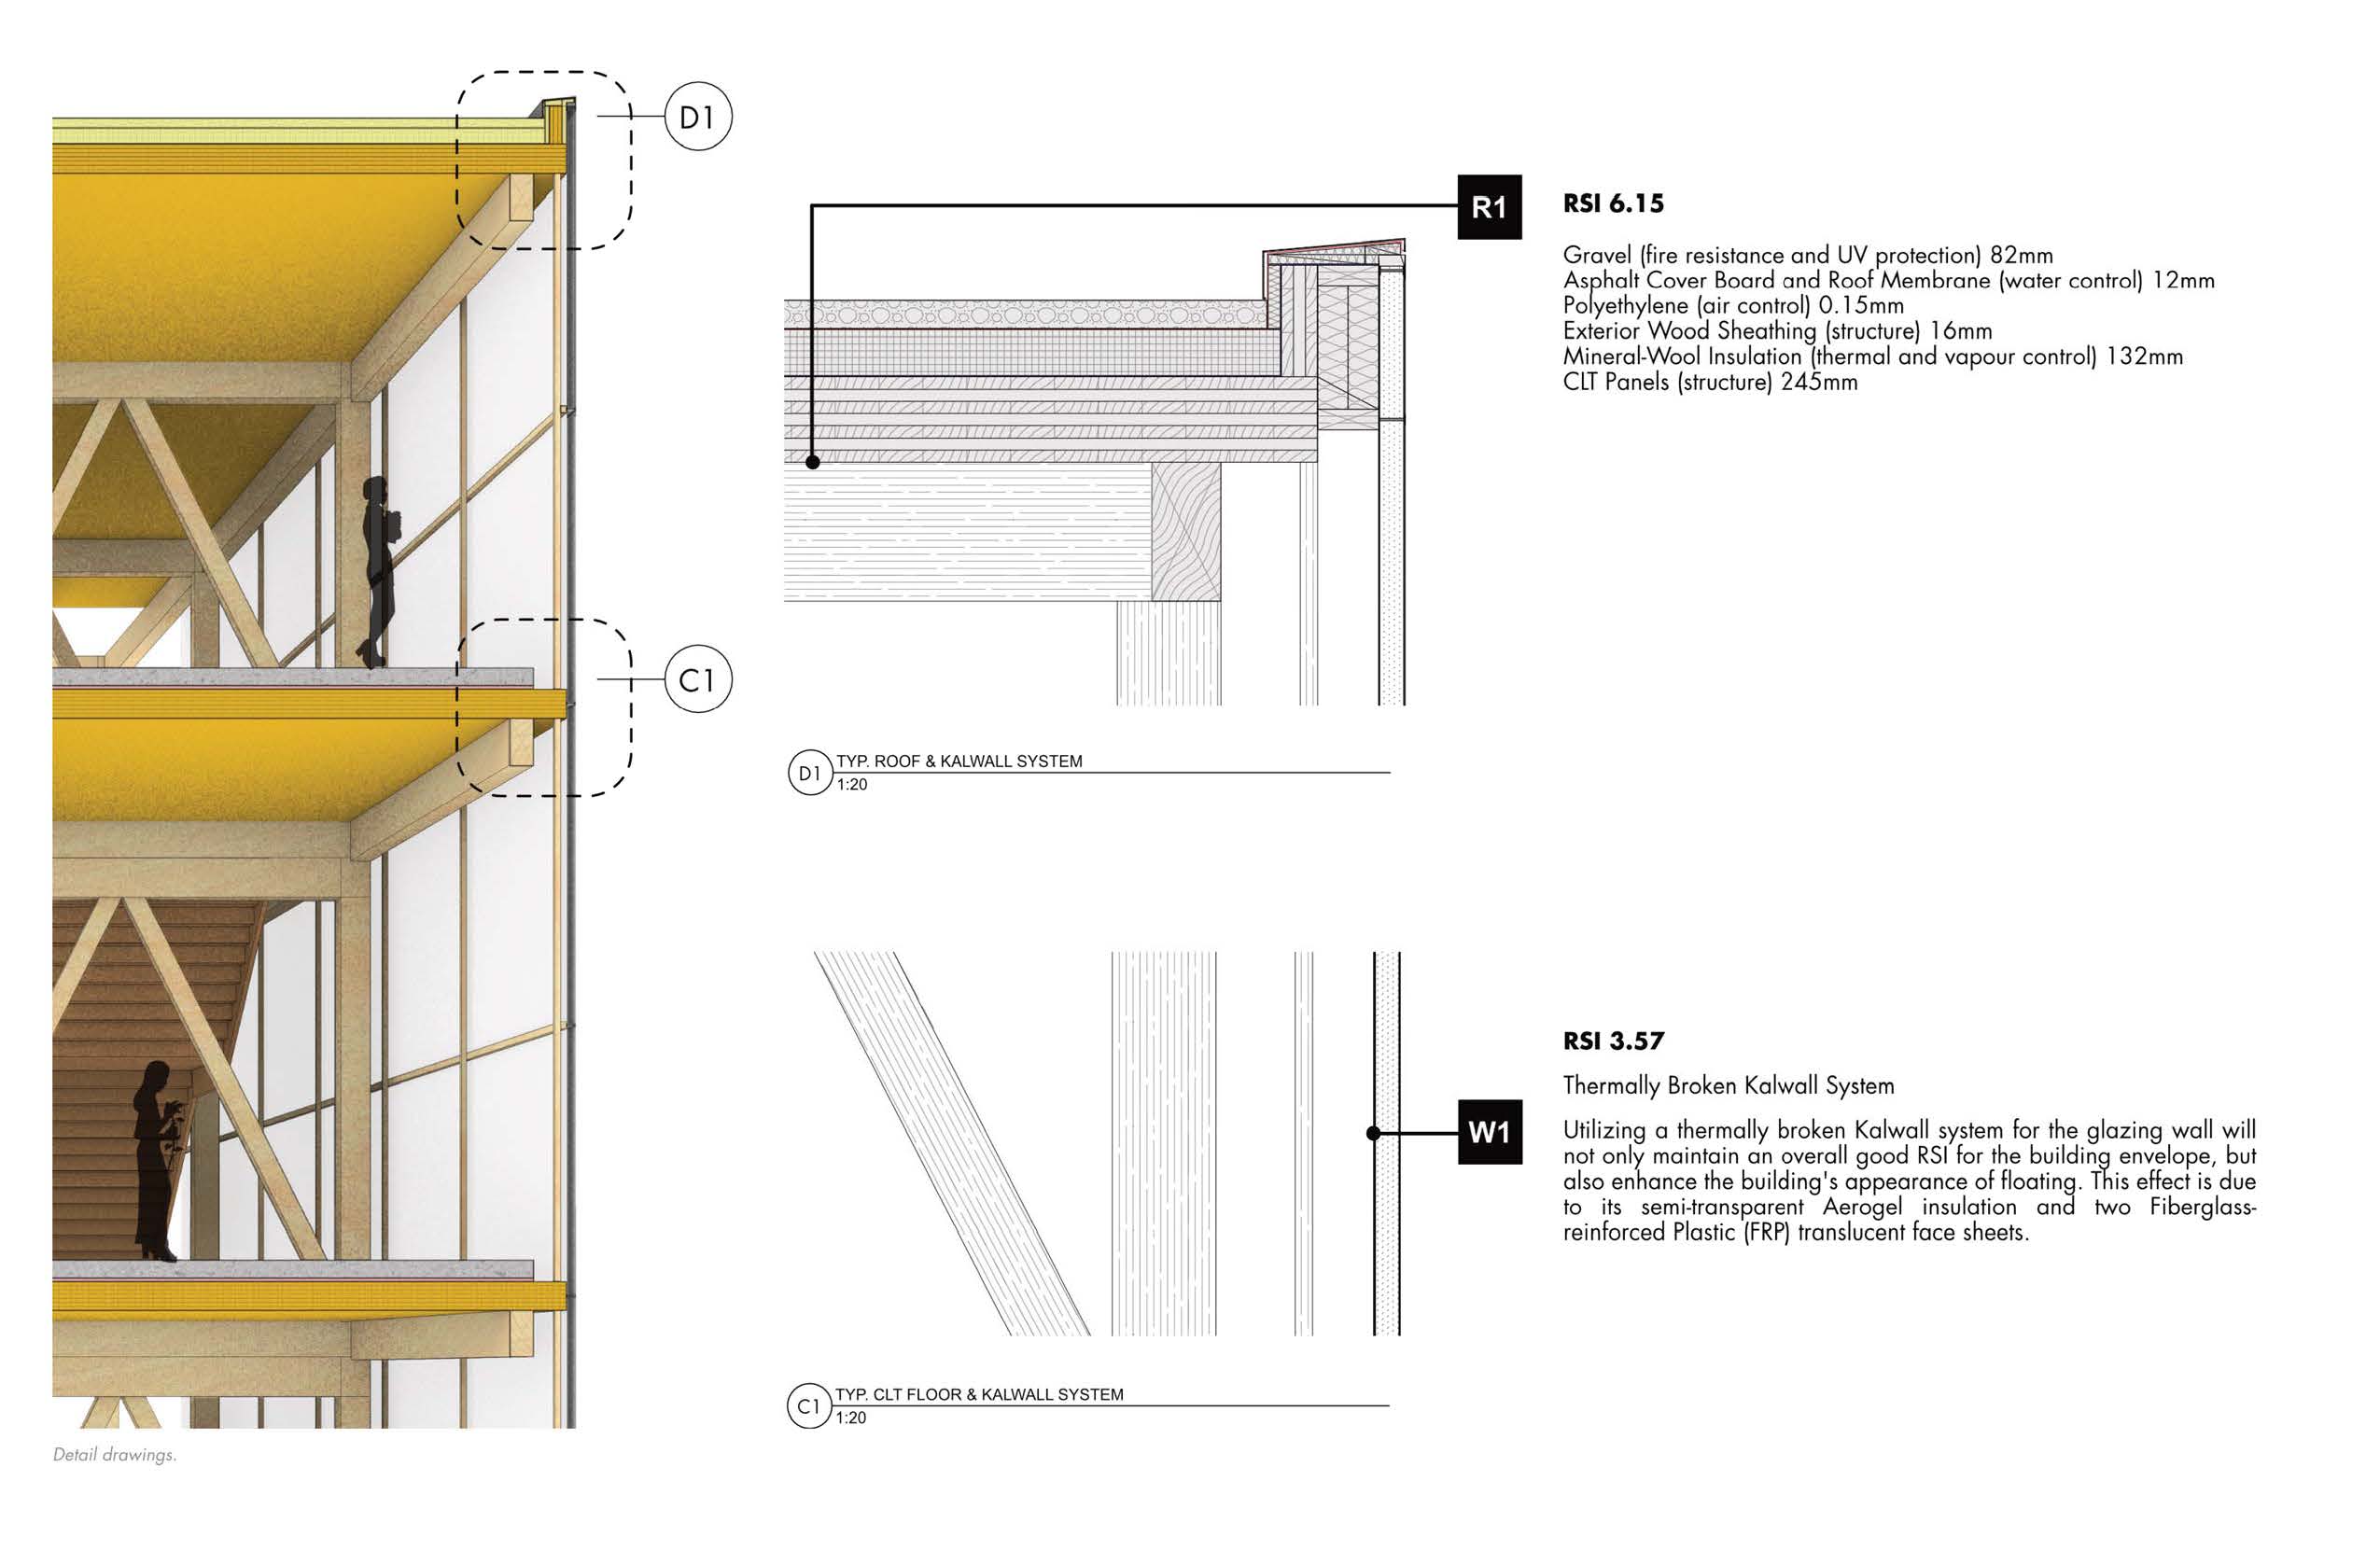 D1
C1
R1
RSI 6.15
Gravel (fire resistance and UV protection) 82mm
Asphalt Cover Board and Roof Membrane (water control) 12mm
Polyethylene (air control) 0.15mm
Exterior Wood Sheathing (structure) 16mm
Mineral-Wool Insulation (thermal and vapour control) 132mm
CLT Panels (structure) 245mm
D1
TYP. ROOF & KALWALL SYSTEM
1:20
W1
RSI 3.57
Thermally Broken Kalwall System
Utilizing a thermally broken Kalwall system for the glazing wall will
not only maintain an overall good RSI for the building envelope, but
also enhance the building's appearance of floating. This effect is due
to its semi-transparent Aerogel insulation and two Fiberglass-
reinforced Plastic (FRP) translucent face sheets.
C1
TYP. CLT FLOOR & KALWALL SYSTEM
1:20
Detail drawings.